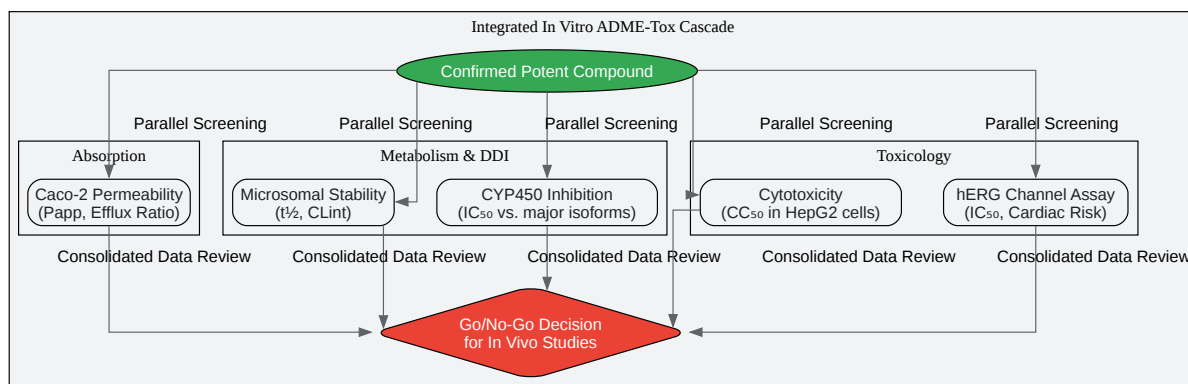 Integrated In Vitro ADME-Tox Cascade
Confirmed Potent Compound
Parallel Screening
Parallel Screening
Parallel Screening
Parallel Screening
Parallel Screening
Absorption
Metabolism & DDI
Toxicology
Caco-2 Permeability
(Papp, Efflux Ratio)
Microsomal Stability
(t½, CLint)
CYP450 Inhibition
(IC₅₀ vs. major isoforms)
Cytotoxicity
(CC₅₀ in HepG2 cells)
hERG Channel Assay
(IC₅₀, Cardiac Risk)
Consolidated Data Review
Consolidated Data Review
Consolidated Data Review
Consolidated Data Review
Consolidated Data Review
Go/No-Go Decision
for In Vivo Studies